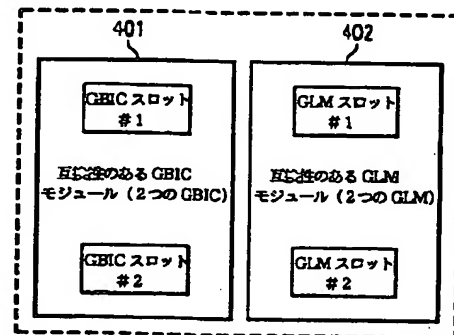 401
402
GBIC スロット
#1
GLM スロット
#1
互換性のある GBIC
モジュール (2つの GBIC)
互換性のある GLM
モジュール (2つの GLM)
GBIC スロット
#2
GLM スロット
#2